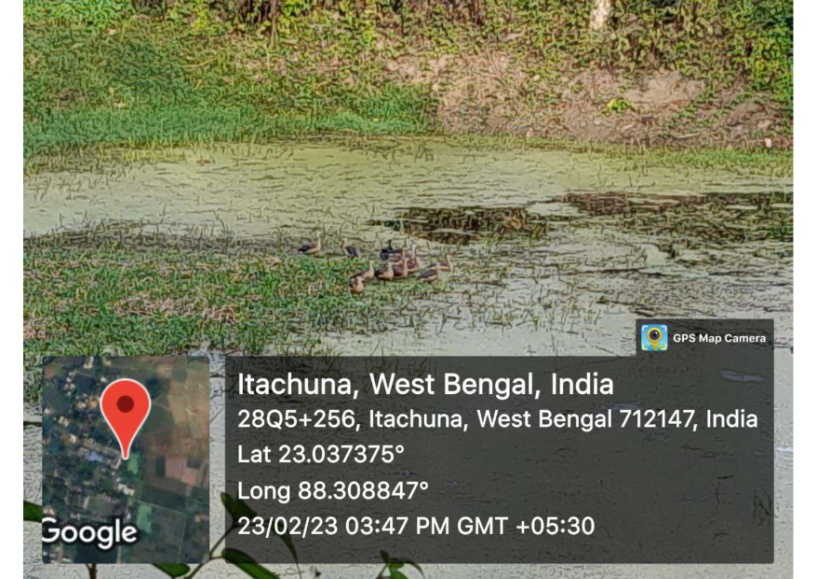 GPS Map Camera
Itachuna, West Bengal, India
28Q5+256, Itachuna, West Bengal 712147, India
Lat 23.037375°
Long 88.308847°
23/02/23 03:47 PM GMT +05:30
Google